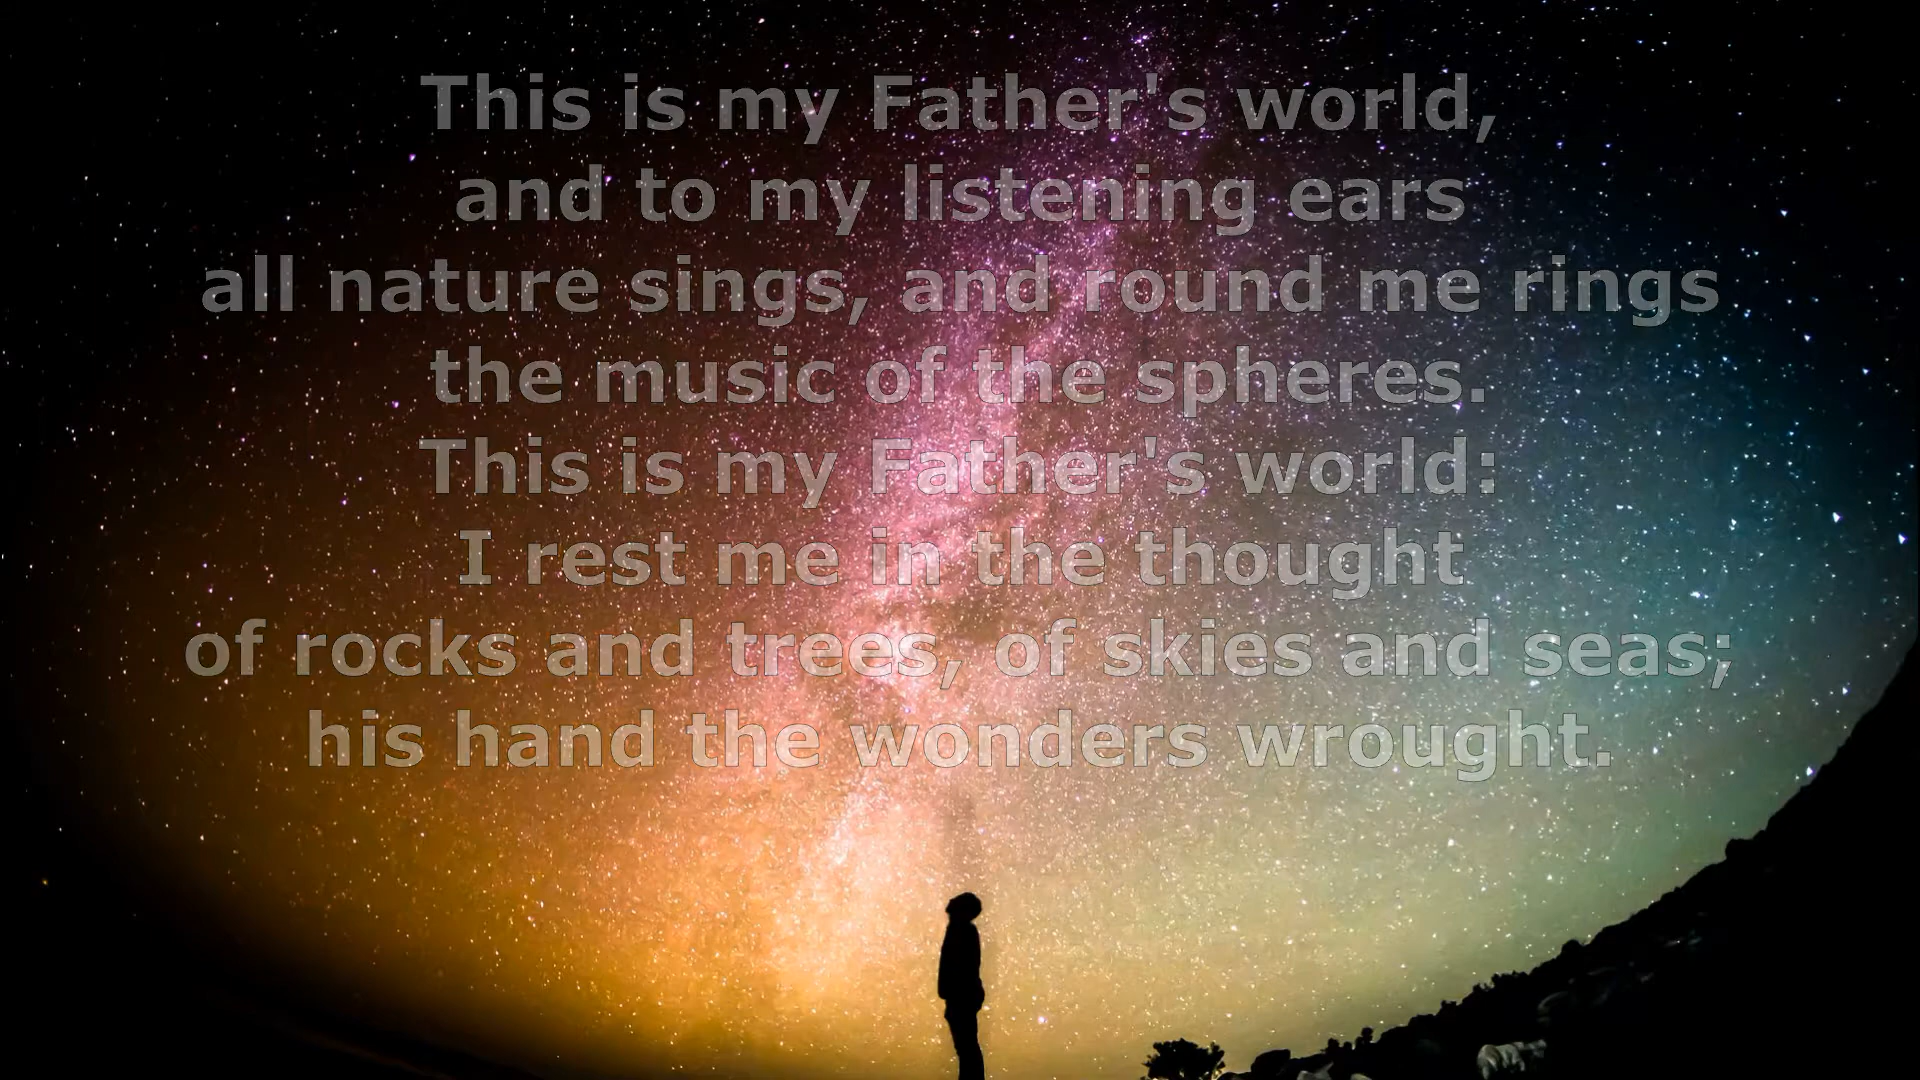 This is my Father's world,
and to my listening ears
all nature sings, and round me rings
the music of the spheres.
This is my Father's world:
I rest me in the thought
of rocks and trees, of skies and seas;
his hand the wonders wrought.